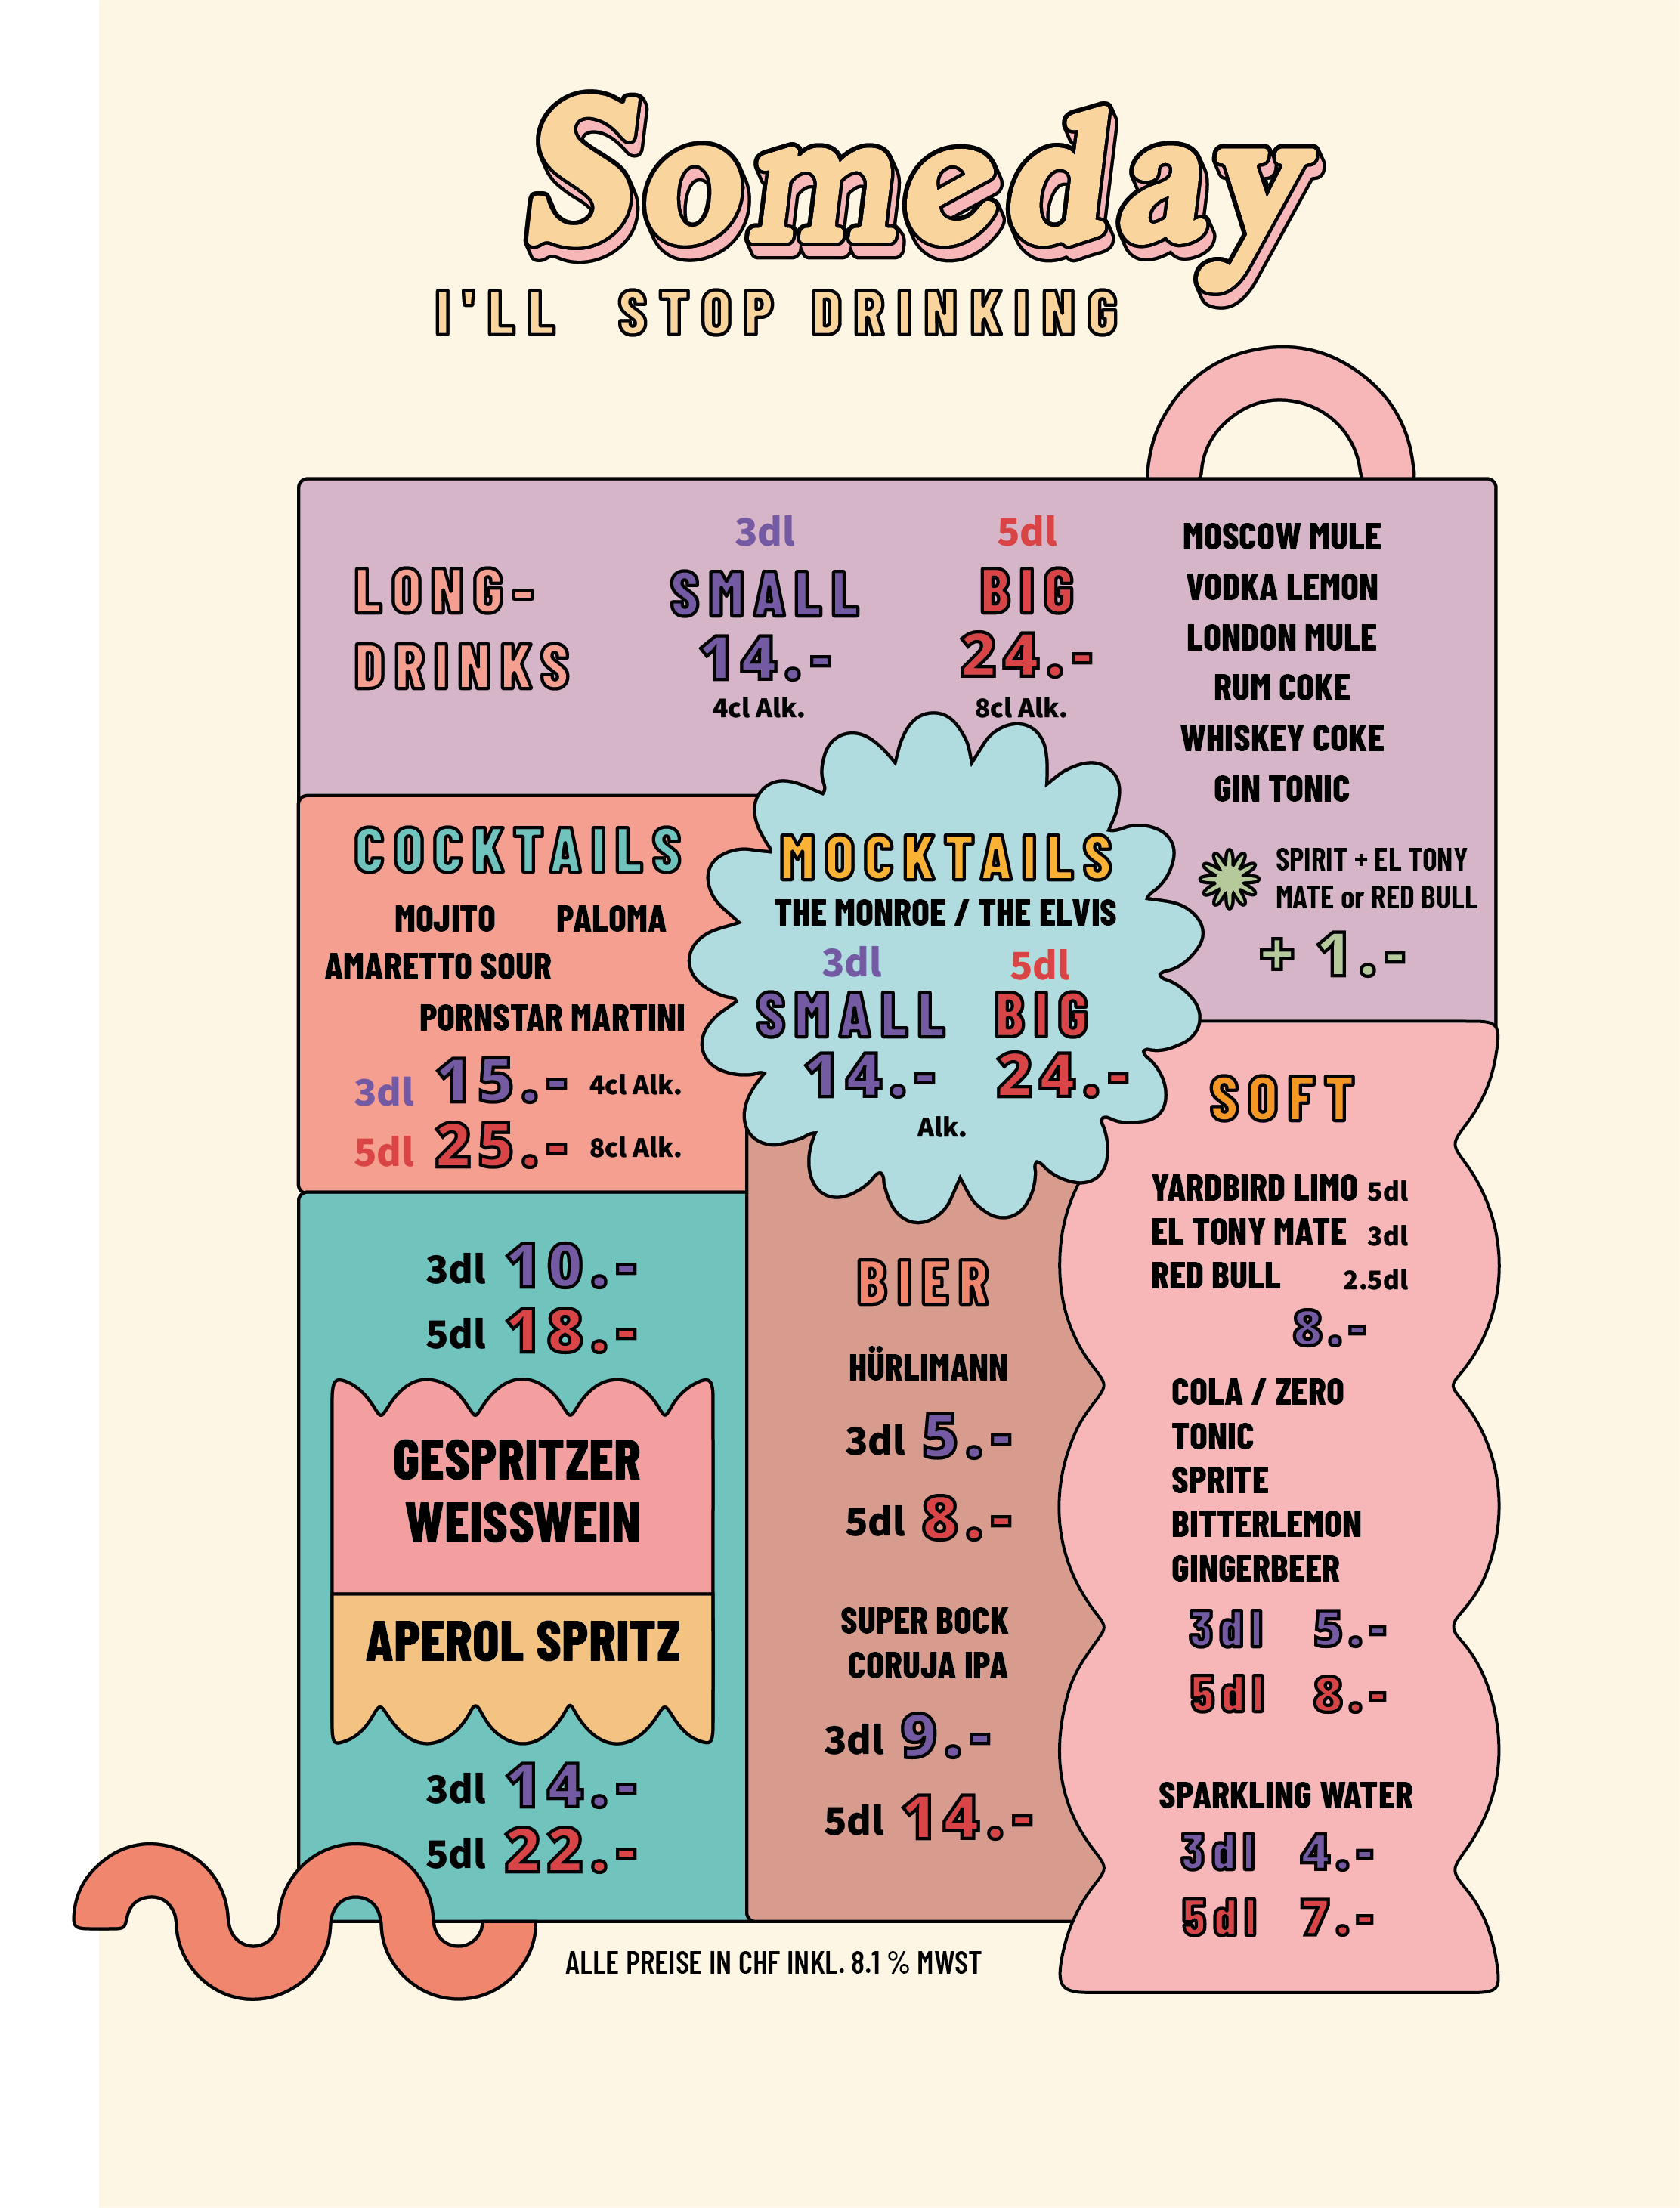 Someday
I'LL STOP DRINKING
LONG-
DRINKS
3dl
SMALL
14.-
4cl Alk.
5dl
BIG
24.-
8cl Alk.
MOSCOW MULE
VODKA LEMON
LONDON MULE
RUM COKE
WHISKEY COKE
GIN TONIC
SPIRIT + EL TONY
MATE or RED BULL
+ 1.-
COCKTAILS
MOJITO PALOMA
AMARETTO SOUR
PORNSTAR MARTINI
3dl 15.- 4cl Alk.
5dl 25.- 8cl Alk.
MOCKTAILS
THE MONROE / THE ELVIS
3dl 5dl
SMALL BIG
14.- 24.-
Alk.
3dl 10.-
5dl 18.-
GESPRITZER
WEISSWEIN
APEROL SPRITZ
3dl 14.-
5dl 22.-
BIER
HÜRLIMANN
3dl 5.-
5dl 8.-
SUPER BOCK
CORUJA IPA
3dl 9.-
5dl 14.-
SOFT
YARDBIRD LIMO 5dl
EL TONY MATE 3dl
RED BULL 2.5dl
8.-
COLA / ZERO
TONIC
SPRITE
BITTERLEMON
GINGERBEER
3dl 5.-
5dl 8.-
SPARKLING WATER
3dl 4.-
5dl 7.-
ALLE PREISE IN CHF INKL. 8.1 % MWST